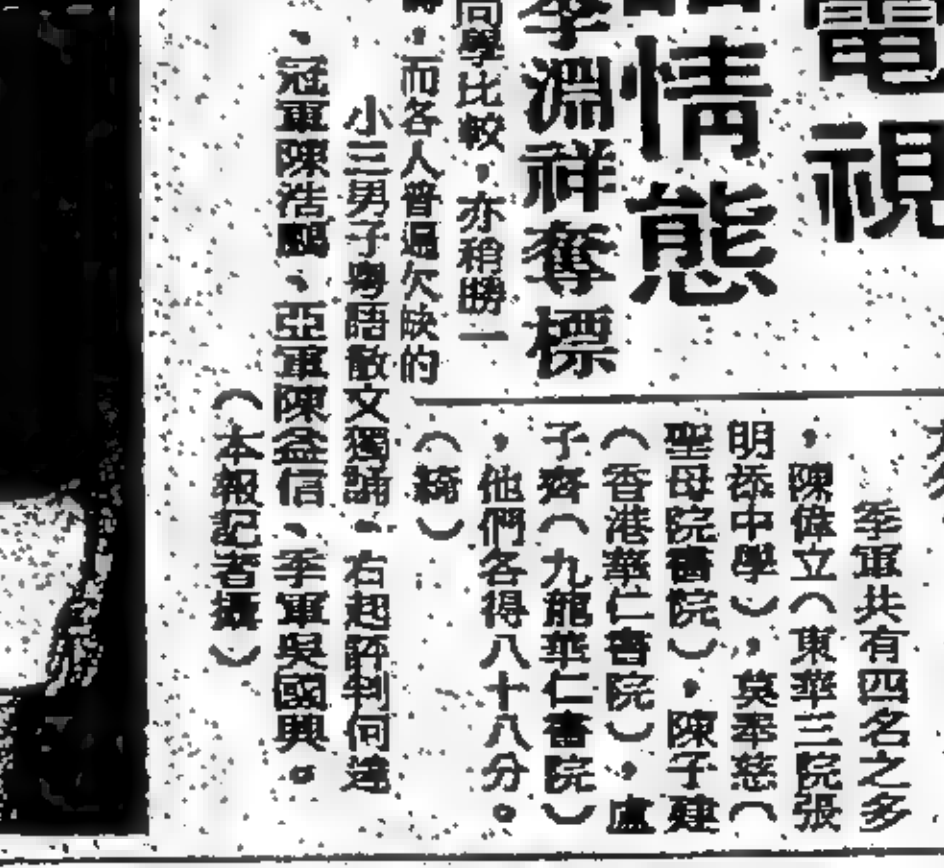 電視
情態
李淵祥奪標
季軍共有四名之多
，陳偉立（東華三院張
明添中學），莫奉慈（
聖母院書院），陳子建
（香港華仁書院），盧
子齊（九龍華仁書院）
，他們各得八十八分。
同學比較，亦稍勝一
，而各人普遍欠缺的
（綺）
小三男子粵語散文獨誦，右起評判何達
、冠軍陳浩、亞軍陳益信、季軍吳國興。
（本報記者攝）